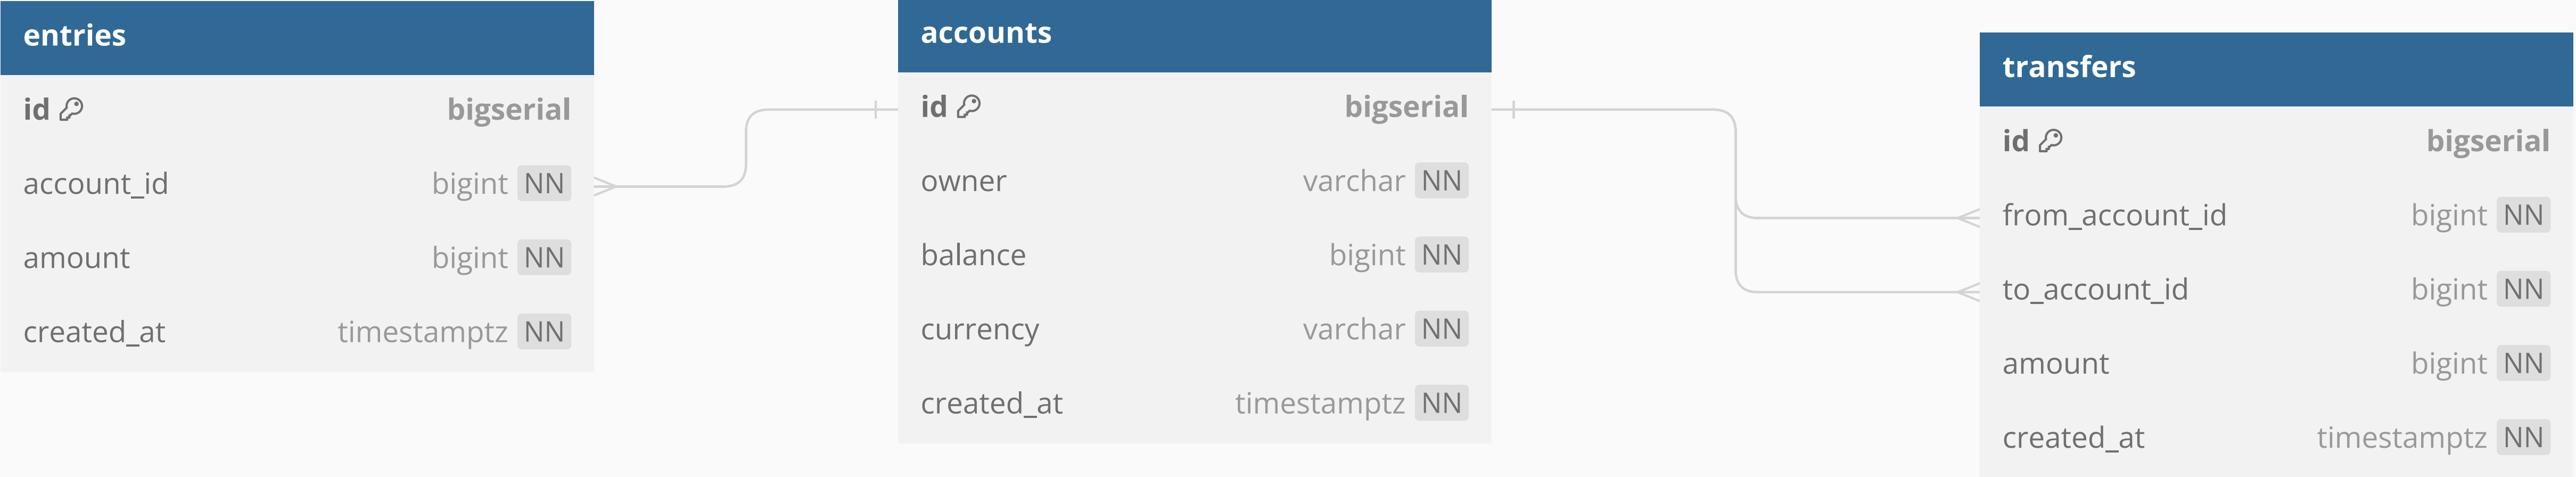 entries
id bigserial
account_id bigint NN
amount bigint NN
created_at timestamptz NN
accounts
id bigserial
owner varchar NN
balance bigint NN
currency varchar NN
created_at timestamptz NN
transfers
id bigserial
from_account_id bigint NN
to_account_id bigint NN
amount bigint NN
created_at timestamptz NN